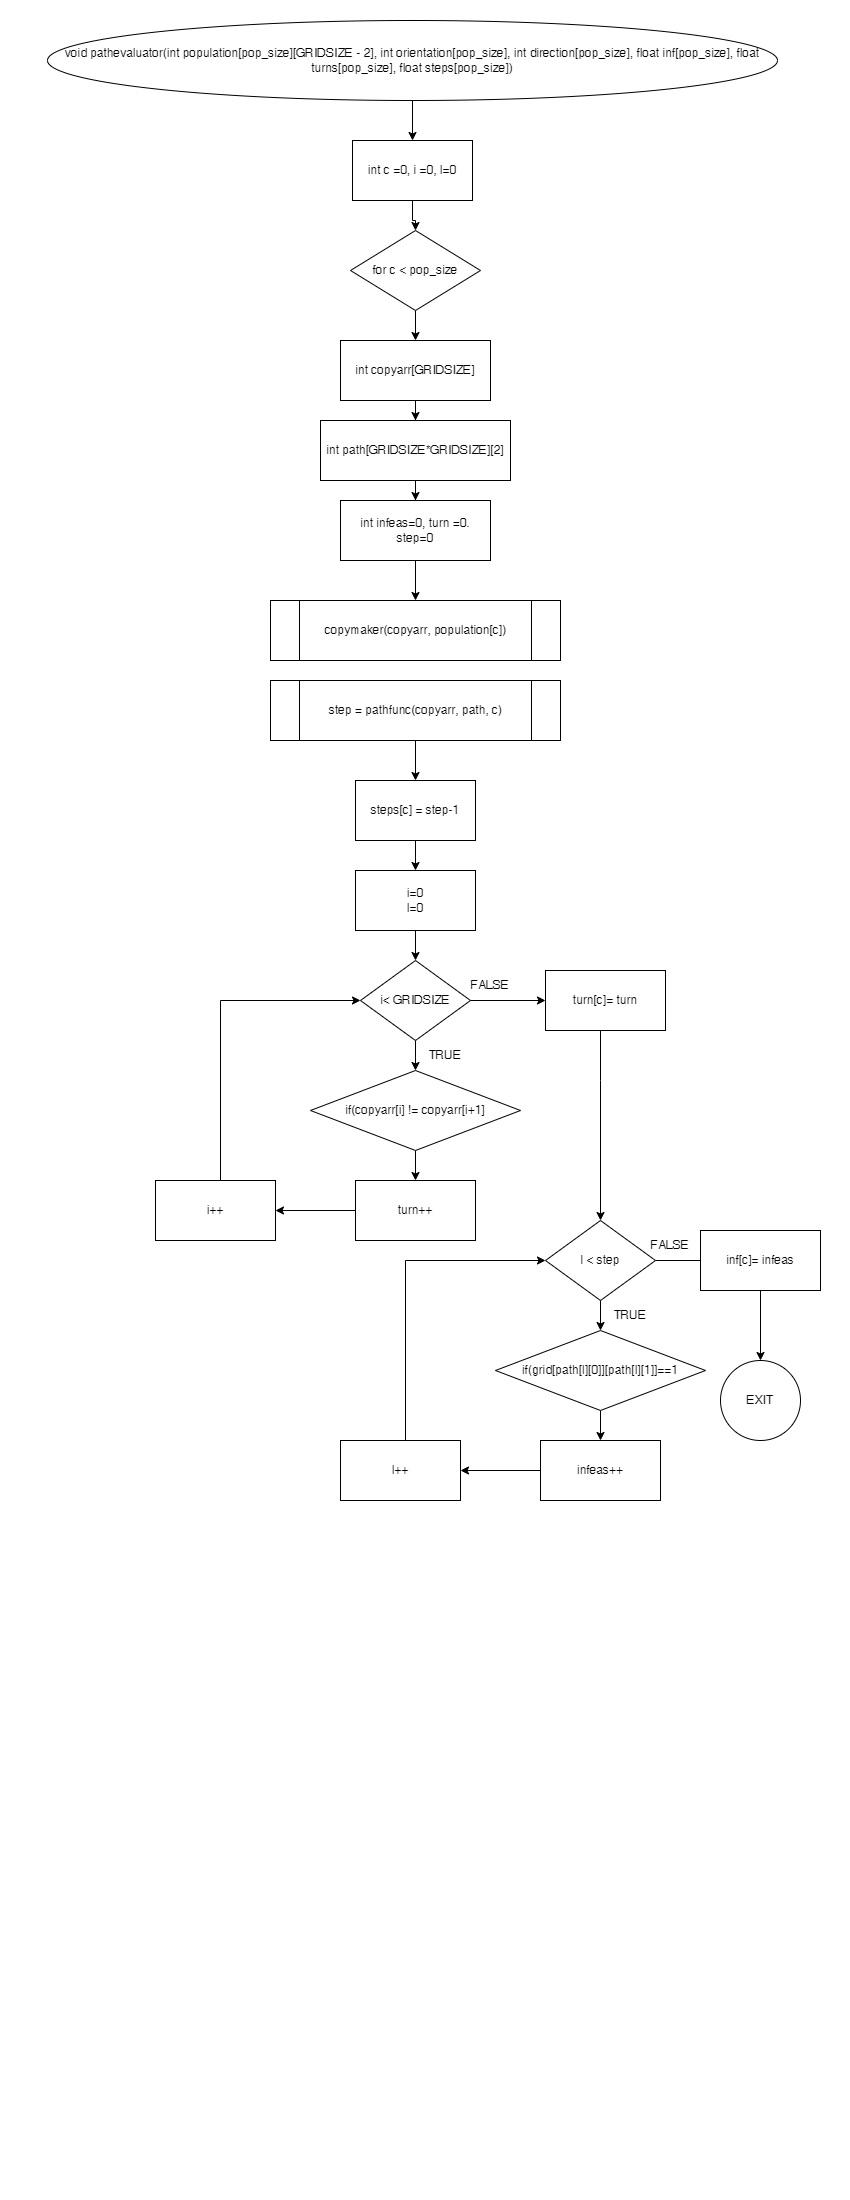 void pathevaluator(int population[pop_size][GRIDSIZE - 2], int orientation[pop_size], int direction[pop_size], float inf[pop_size], float
turns[pop_size], float steps[pop_size])
int c =0, i =0, l=0
for c < pop_size
int copyarr[GRIDSIZE]
int path[GRIDSIZE*GRIDSIZE][2]
int infeas=0, turn =0.
step=0
copymaker(copyarr, population[c])
step = pathfunc(copyarr, path, c)
steps[c] = step-1
i=0
l=0
i< GRIDSIZE
FALSE
turn[c]= turn
TRUE
if(copyarr[i] != copyarr[i+1]
i++
turn++
l < step
FALSE
inf[c]= infeas
TRUE
if(grid[path[l][0]][path[l][1]]==1
EXIT
l++
infeas++